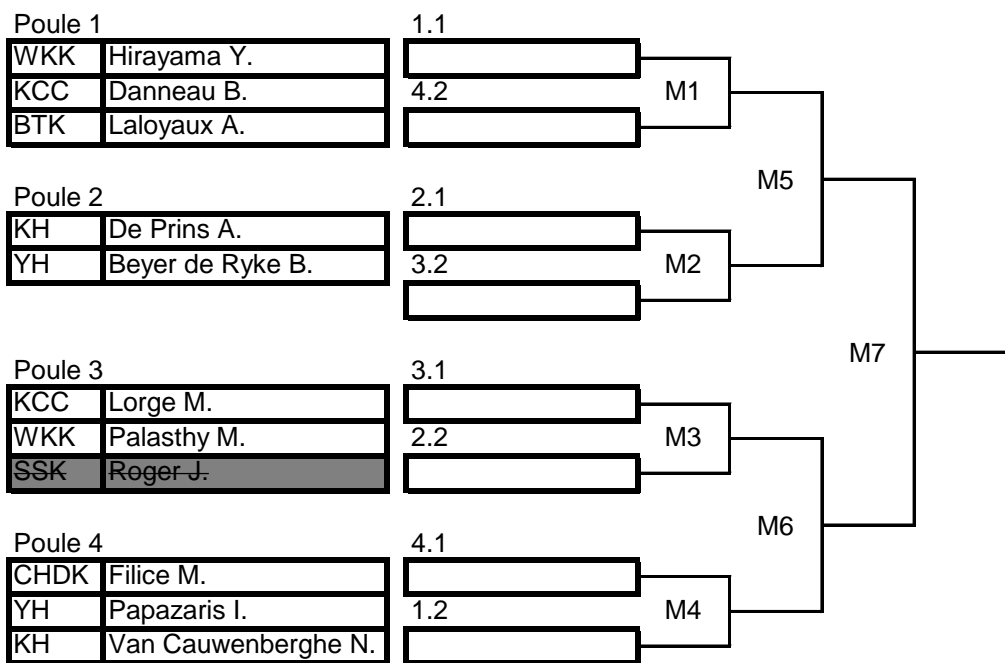 Poule 1 1.1
WKK Hirayama Y.
KCC Danneau B. 4.2 M1
BTK Laloyaux A.
M5
Poule 2 2.1
KH De Prins A.
YH Beyer de Ryke B. 3.2 M2
M7
Poule 3 3.1
KCC Lorge M.
WKK Palasthy M. 2.2 M3
SSK Roger J.
M6
Poule 4 4.1
CHDK Filice M.
YH Papazaris I. 1.2 M4
KH Van Cauwenberghe N.